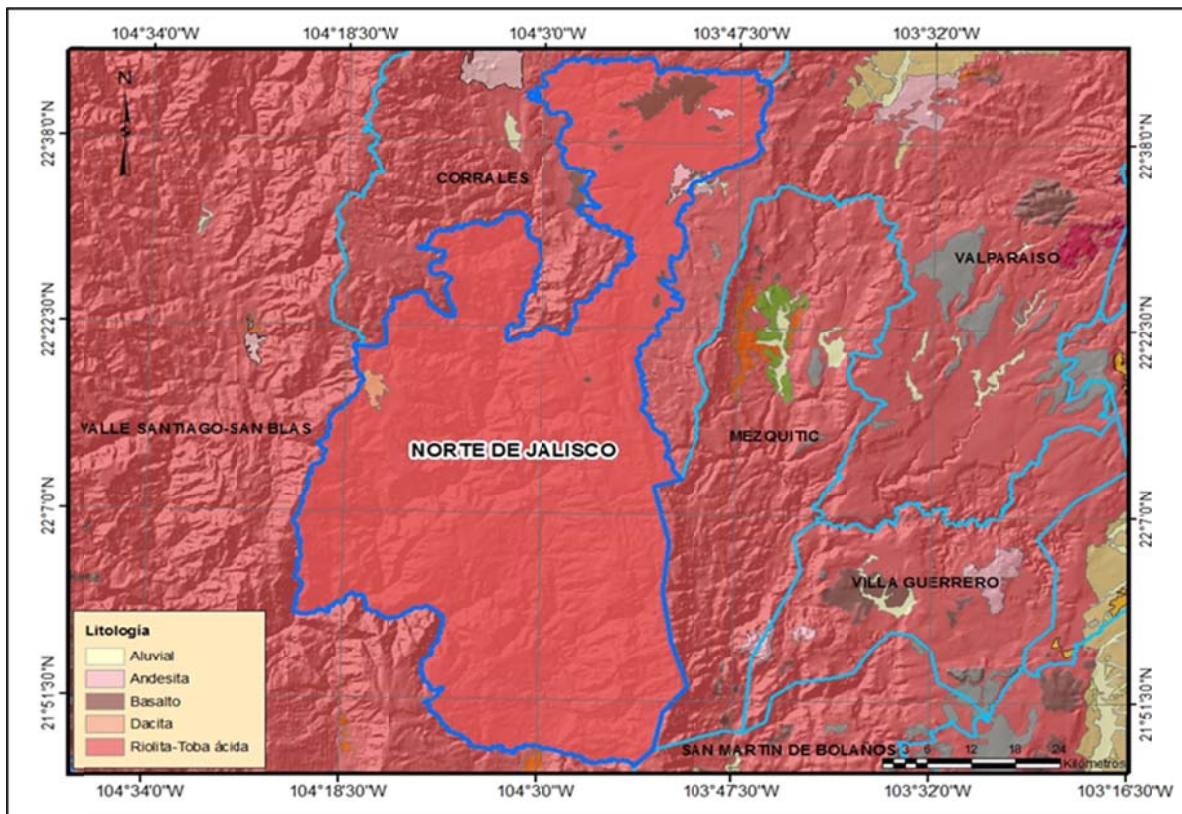 104°34'0"W 104°18'30"W 104°30'0"W 103°47'30"W 103°32'0"W
N
22°38'0"N 22°38'0"N
CORRALES
VALPARAISO
22°22'30"N 22°22'30"N
VALLE SANTIAGO-SAN BLAS
NORTE DE JALISCO
MEZQUITIC
22°7'0"N 22°7'0"N
VILLA GUERRERO
Litología
Aluvial
Andesita
Basalto
Dacita
Riolita-Toba ácida
21°51'30"N 21°51'30"N
SAN MARTIN DE BOLAÑOS
3 6 12 18 24
Kilómetros
104°34'0"W 104°18'30"W 104°30'0"W 103°47'30"W 103°32'0"W 103°16'30"W